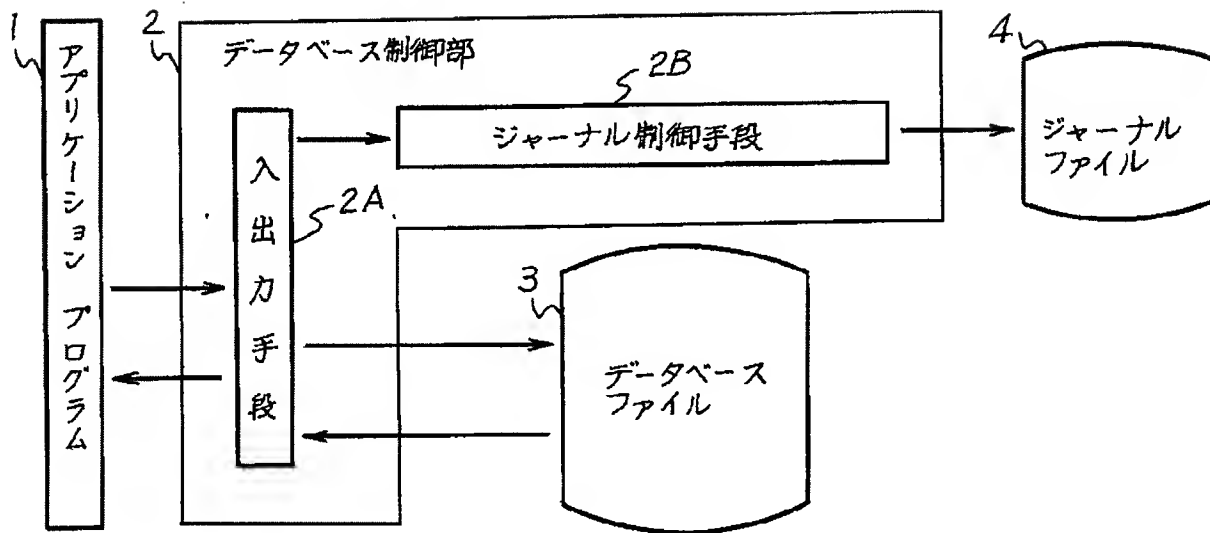 1
アプリケーション プログラム
2
データベース制御部
入出力手段
2A
2B
ジャーナル制御手段
4
ジャーナル
ファイル
3
データベース
ファイル